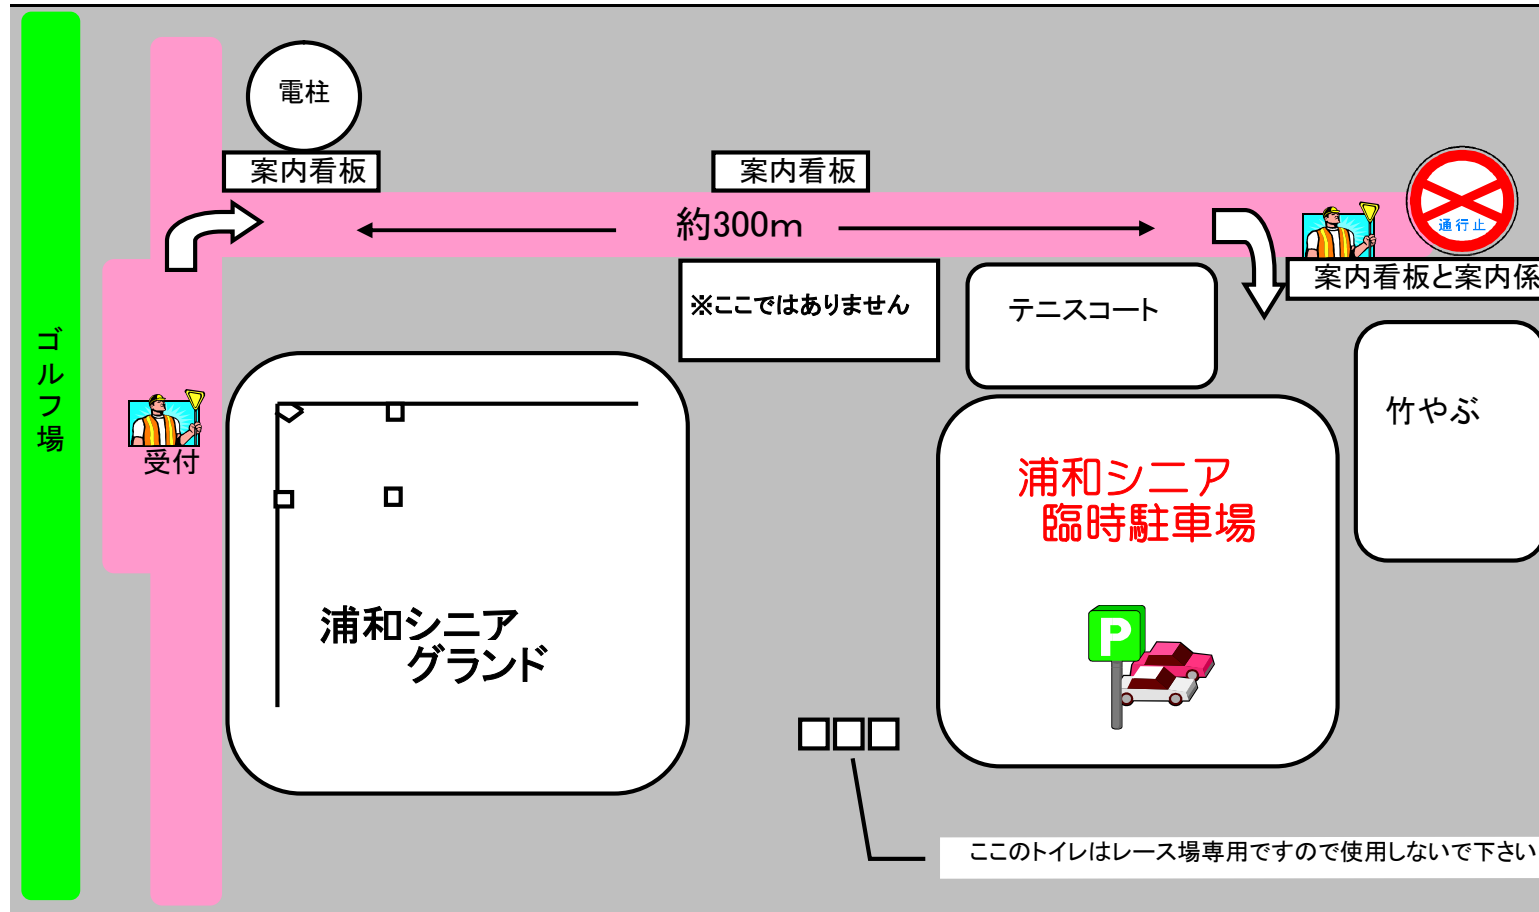 電柱
案内看板
案内看板
約300m
通行止
案内看板と案内係
※ここではありません
テニスコート
ゴルフ場
竹やぶ
受付
浦和シニア
臨時駐車場
浦和シニア
グランド
P
ここのトイレはレース場専用ですので使用しないで下さい